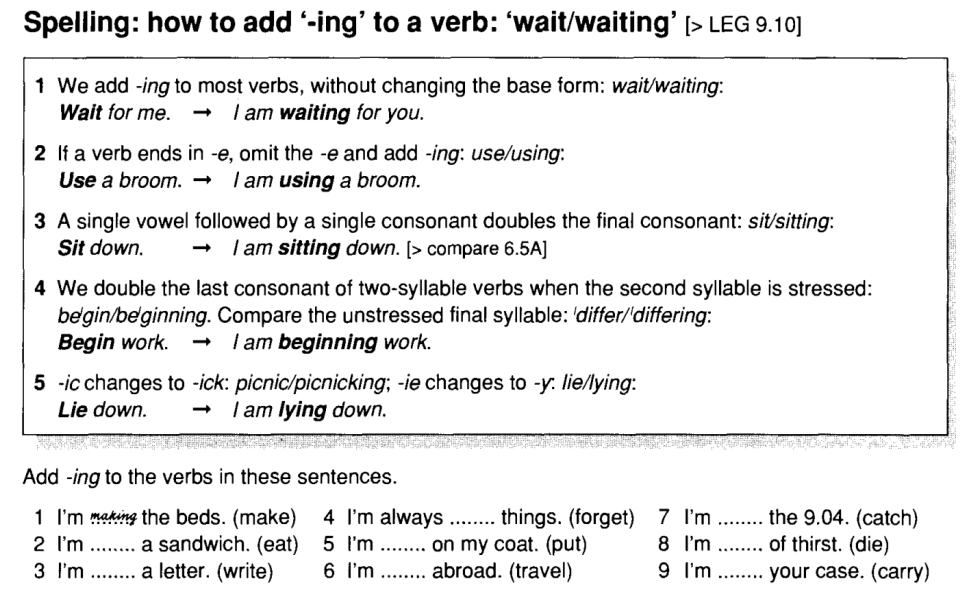 Spelling: how to add ‘-ing’ to a verb: ‘wait/waiting’ [> LEG 9.10]
1 We add -ing to most verbs, without changing the base form: wait/waiting:
Wait for me. → I am waiting for you.
2 If a verb ends in -e, omit the -e and add -ing: use/using:
Use a broom. → I am using a broom.
3 A single vowel followed by a single consonant doubles the final consonant: sit/sitting:
Sit down. → I am sitting down. [> compare 6.5A]
4 We double the last consonant of two-syllable verbs when the second syllable is stressed:
beˈgin/beˈginning. Compare the unstressed final syllable: ˈdiffer/ˈdiffering:
Begin work. → I am beginning work.
5 -ic changes to -ick: picnic/picnicking; -ie changes to -y: lie/lying:
Lie down. → I am lying down.
Add -ing to the verbs in these sentences.
1 I'm making the beds. (make) 4 I'm always ........ things. (forget) 7 I'm ........ the 9.04. (catch)
2 I'm ........ a sandwich. (eat) 5 I'm ........ on my coat. (put) 8 I'm ........ of thirst. (die)
3 I'm ........ a letter. (write) 6 I'm ........ abroad. (travel) 9 I'm ........ your case. (carry)